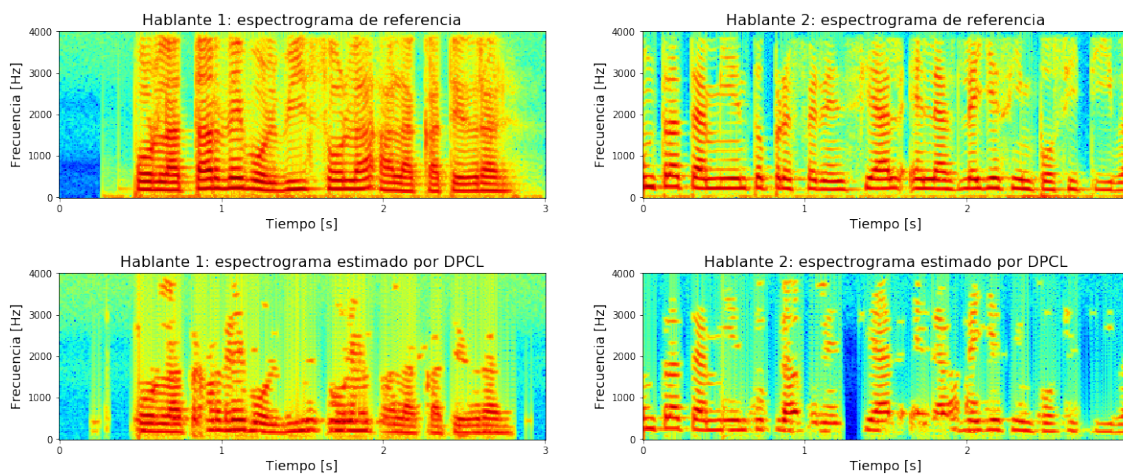 Hablante 1: espectrograma de referencia
Frecuencia [Hz]
4000
3000
2000
1000
0
0 1 2 3
Tiempo [s]
Hablante 2: espectrograma de referencia
Frecuencia [Hz]
4000
3000
2000
1000
0
0 1 2
Tiempo [s]
Hablante 1: espectrograma estimado por DPCL
Frecuencia [Hz]
4000
3000
2000
1000
0
0 1 2 3
Tiempo [s]
Hablante 2: espectrograma estimado por DPCL
Frecuencia [Hz]
4000
3000
2000
1000
0
0 1 2
Tiempo [s]